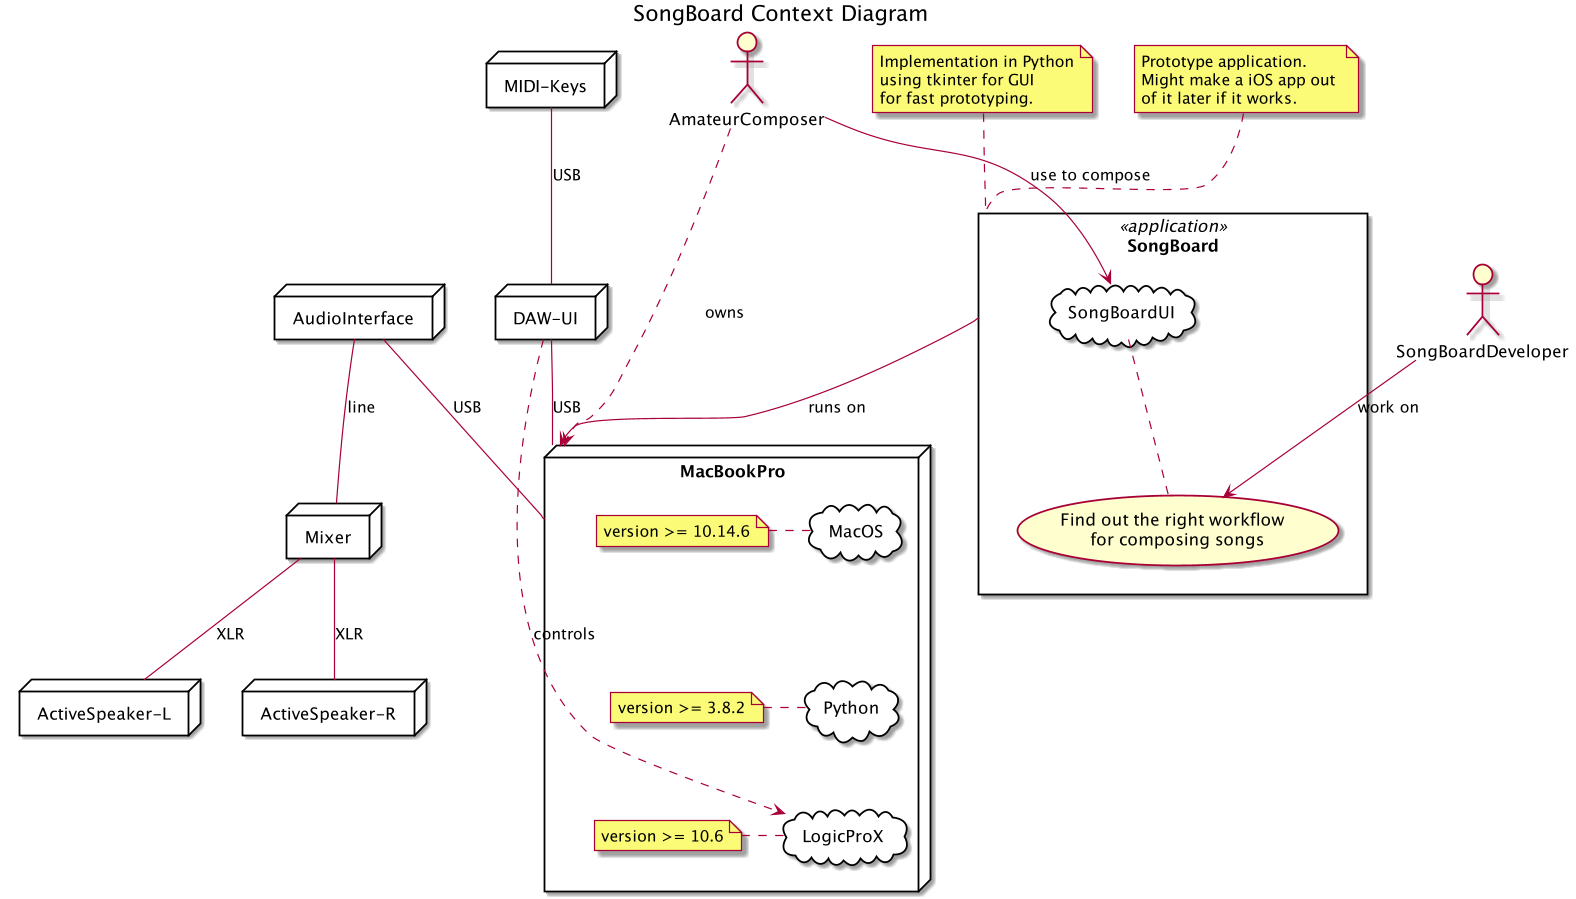 SongBoard Context Diagram
MIDI-Keys
AmateurComposer
Implementation in Python
using tkinter for GUI
for fast prototyping.
Prototype application.
Might make a iOS app out
of it later if it works.
USB
use to compose
«application»
SongBoard
AudioInterface
DAW-UI
owns
SongBoardUI
SongBoardDeveloper
line
USB
USB
runs on
work on
MacBookPro
Mixer
version >= 10.14.6
MacOS
Find out the right workflow
for composing songs
XLR
XLR
controls
ActiveSpeaker-L
ActiveSpeaker-R
version >= 3.8.2
Python
version >= 10.6
LogicProX